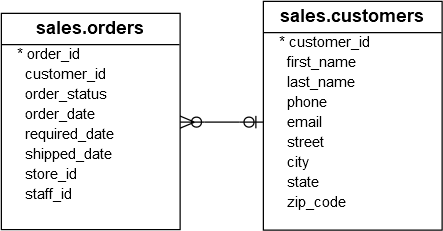 sales.orders
* order_id
customer_id
order_status
order_date
required_date
shipped_date
store_id
staff_id
sales.customers
* customer_id
first_name
last_name
phone
email
street
city
state
zip_code